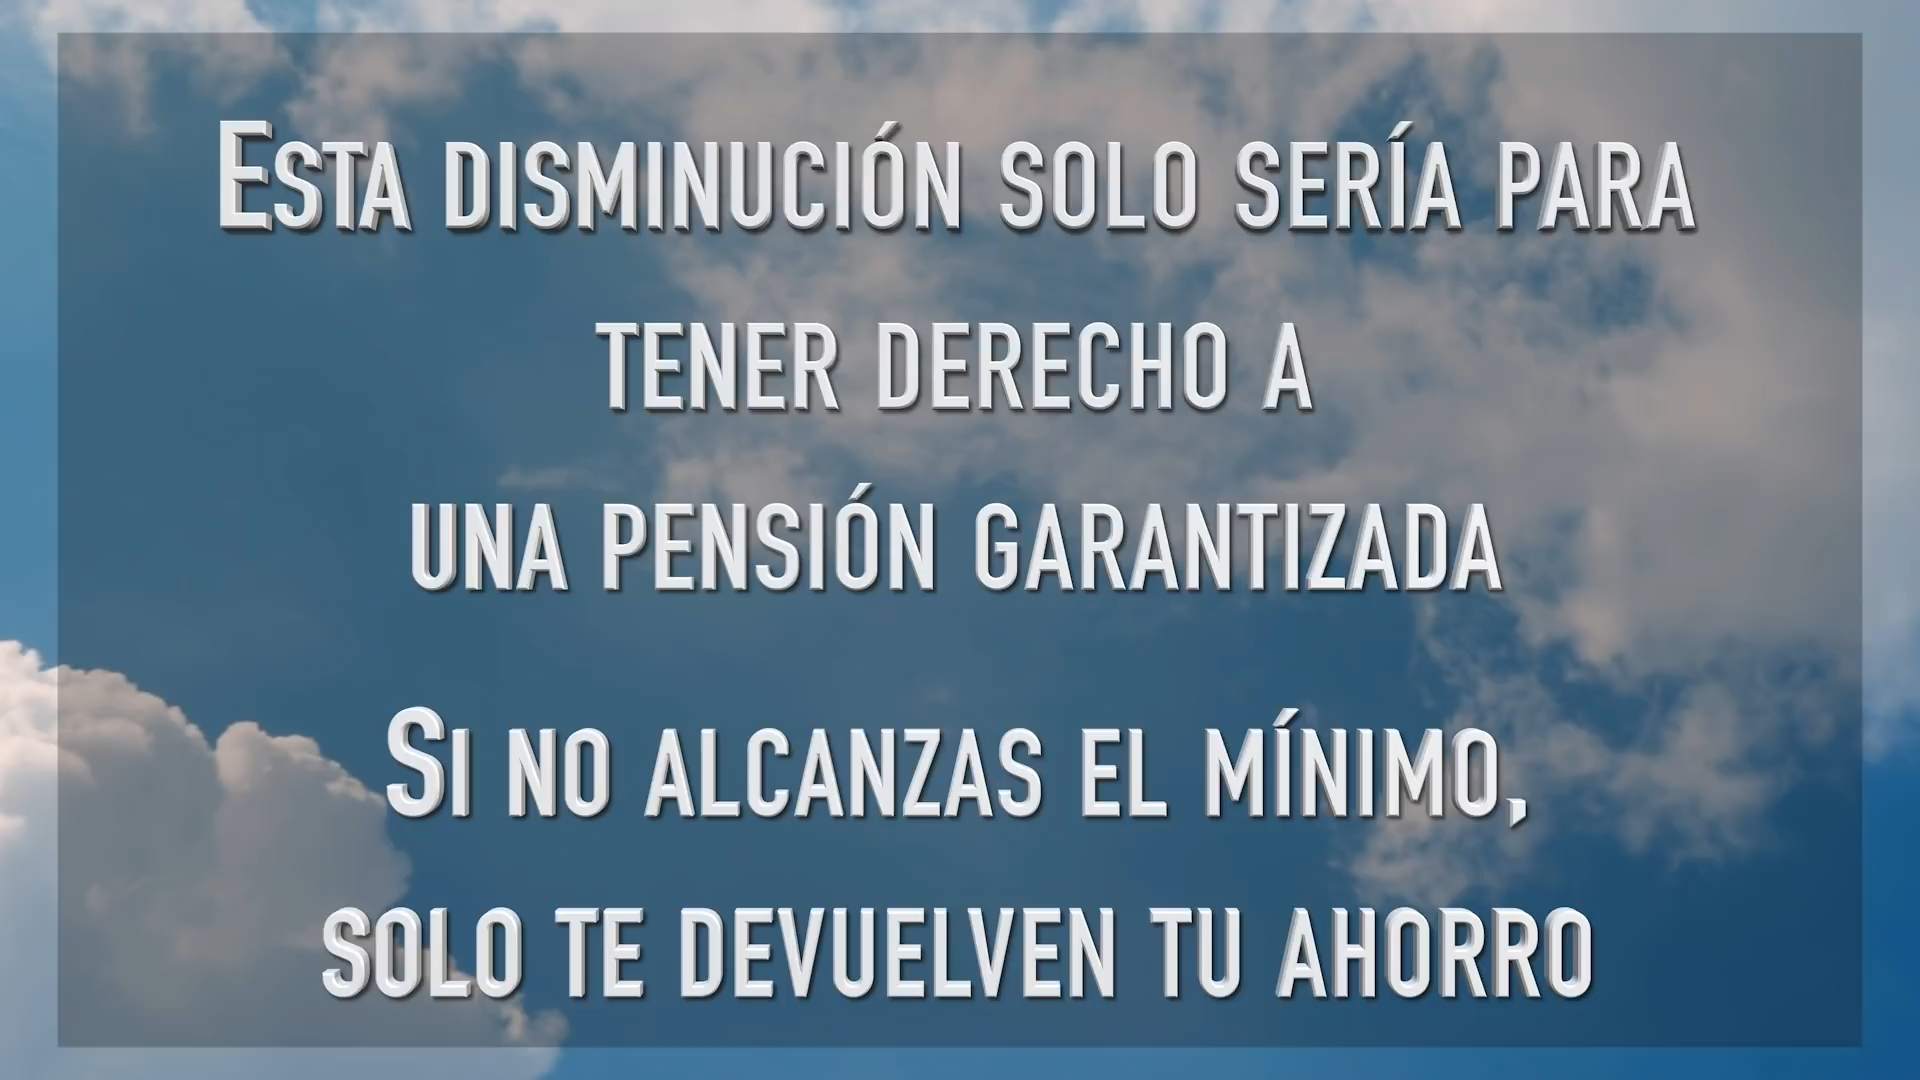 Esta disminución solo sería para
tener derecho a
una pensión garantizada
Si no alcanzas el mínimo,
solo te devuelven tu ahorro